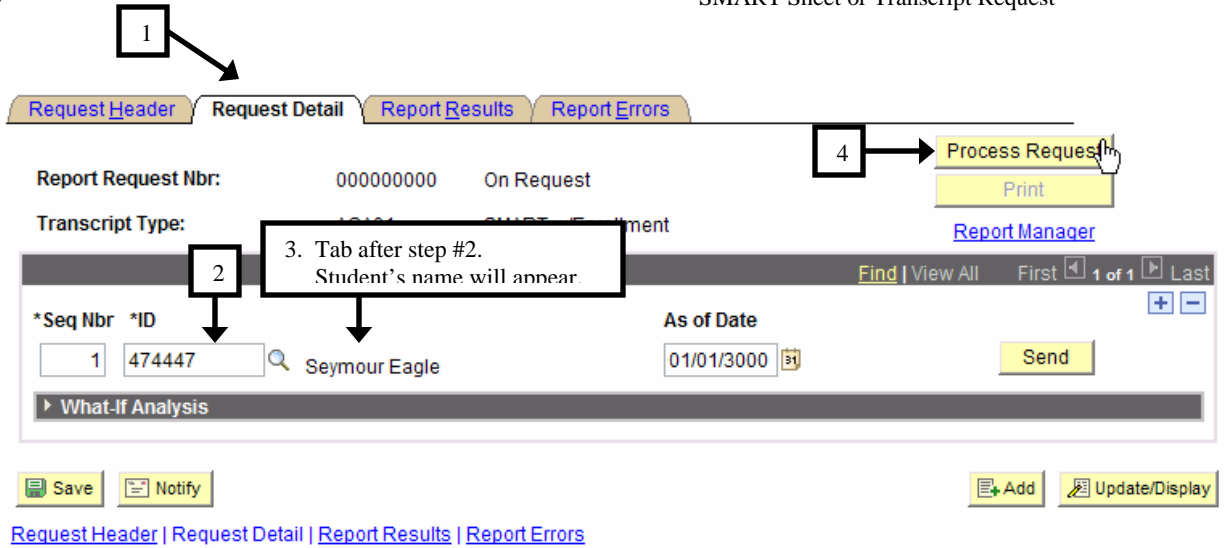 SMART Sheet or Transcript Request
1
Request Header Request Detail Report Results Report Errors
4 Process Request
Report Request Nbr: 000000000 On Request
Print
Transcript Type:
Report Manager
3. Tab after step #2.
Student's name will appear.
2
Find | View All First 1 of 1 Last
*Seq Nbr *ID As of Date
1 474447 Seymour Eagle 01/01/3000 31 Send
What-If Analysis
Save Notify Add Update/Display
Request Header | Request Detail | Report Results | Report Errors